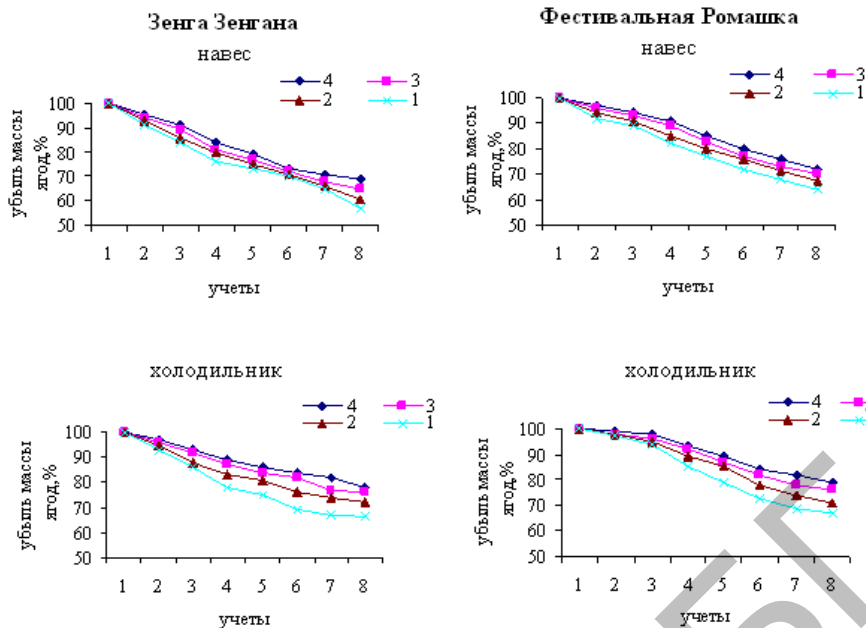 Зенга Зенгана
навес
4 3
2 1
убыль массы
ягод,%
100
90
80
70
60
50
1 2 3 4 5 6 7 8
учеты
Фестивальная Ромашка
навес
4 3
2 1
убыль массы
ягод,%
100
90
80
70
60
50
1 2 3 4 5 6 7 8
учеты
холодильник
4 3
2 1
убыль массы
ягод,%
100
90
80
70
60
50
1 2 3 4 5 6 7 8
учеты
холодильник
4
2
убыль массы
ягод,%
100
90
80
70
60
50
1 2 3 4 5 6 7 8
учеты